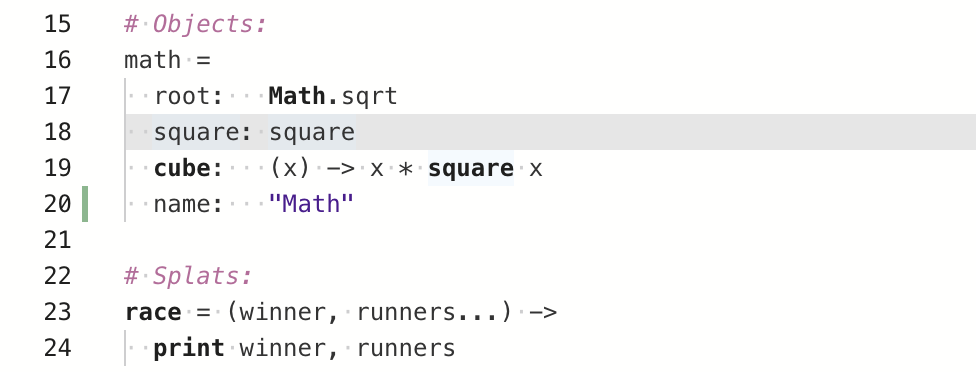 15 # Objects:
16 math =
17   root:   Math.sqrt
18   square: square
19   cube:   (x) -> x * square x
20   name:   "Math"
21
22 # Splats:
23 race = (winner, runners...) ->
24   print winner, runners